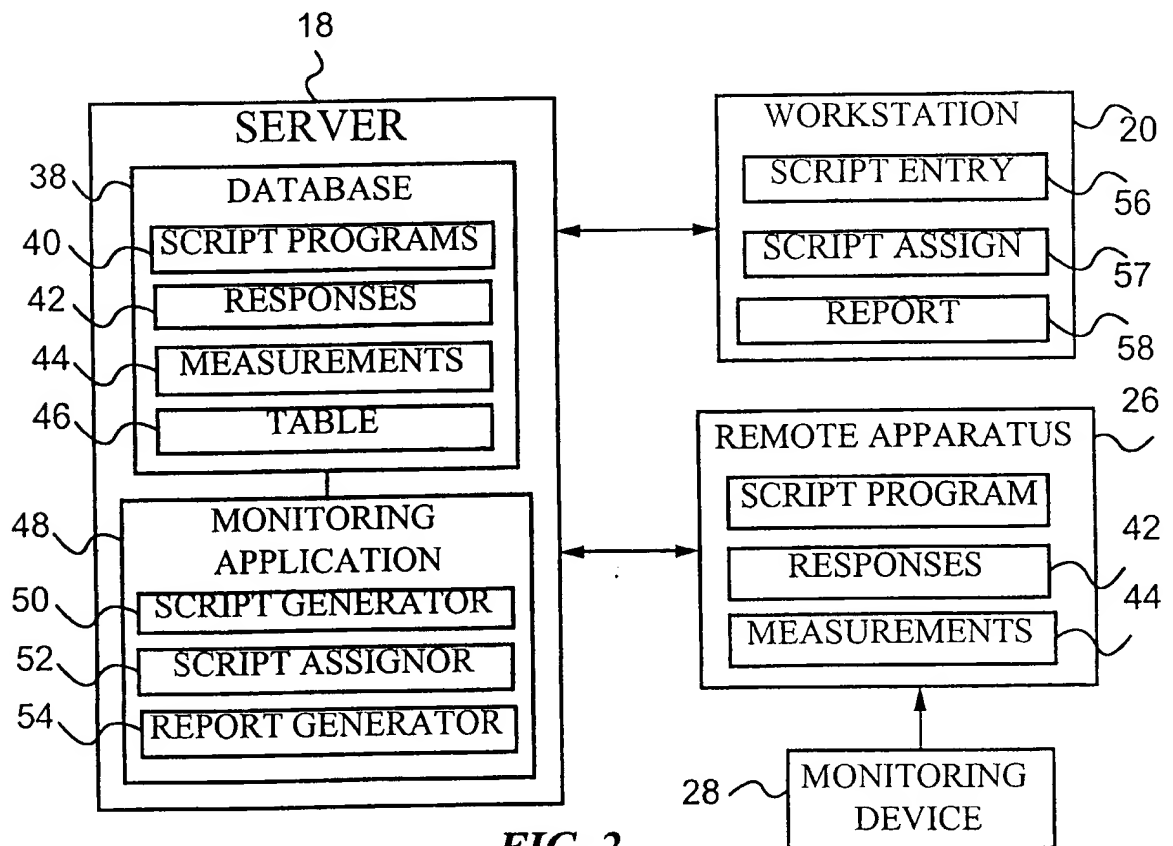 18
SERVER
38
DATABASE
40
SCRIPT PROGRAMS
42
RESPONSES
44
MEASUREMENTS
46
TABLE
48
MONITORING
APPLICATION
50
SCRIPT GENERATOR
52
SCRIPT ASSIGNOR
54
REPORT GENERATOR
WORKSTATION
20
SCRIPT ENTRY
56
SCRIPT ASSIGN
57
REPORT
58
26
REMOTE APPARATUS
SCRIPT PROGRAM
42
RESPONSES
44
MEASUREMENTS
28
MONITORING
DEVICE
FIG. 2